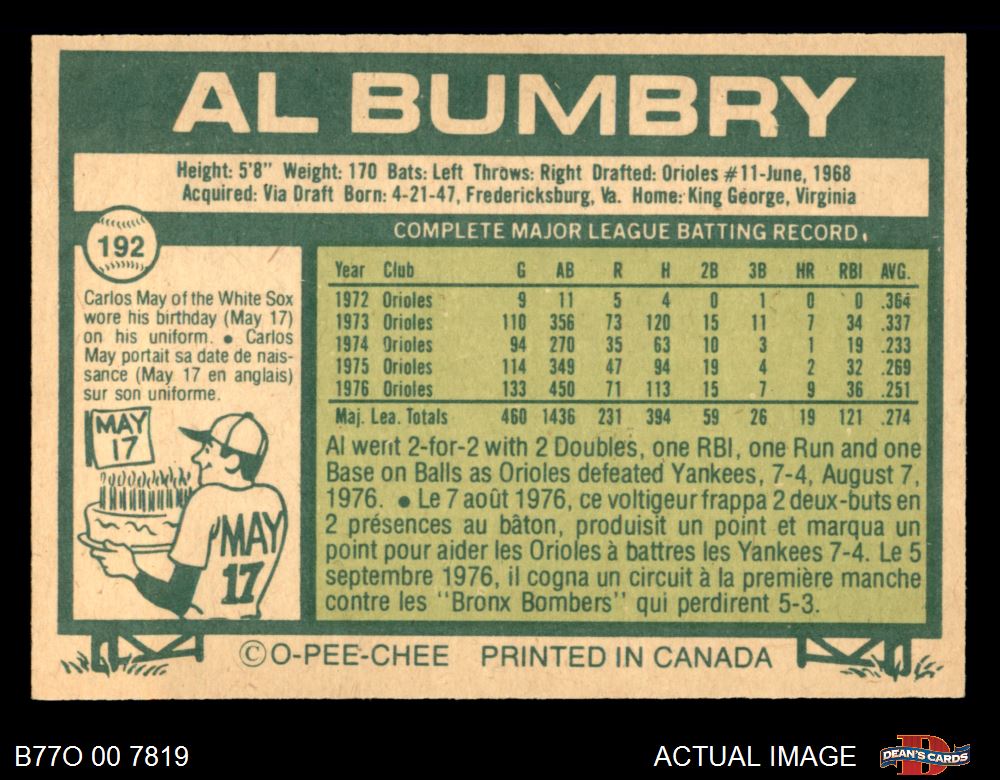 AL BUMBRY
Height: 5'8" Weight: 170 Bats: Left Throws: Right Drafted: Orioles #11-June, 1968
Acquired: Via Draft Born: 4-21-47, Fredericksburg, Va. Home: King George, Virginia
192
Carlos May of the White Sox
wore his birthday (May 17)
on his uniform. ● Carlos
May portait sa date de nais-
sance (May 17 en anglais)
sur son uniforme.
MAY
17
MAY
17
COMPLETE MAJOR LEAGUE BATTING RECORD
Year Club G AB R H 2B 3B HR RBI AVG.
1972 Orioles 9 11 5 4 0 1 0 0 .364
1973 Orioles 110 356 73 120 15 11 7 34 .337
1974 Orioles 94 270 35 63 10 3 1 19 .233
1975 Orioles 114 349 47 94 19 4 2 32 .269
1976 Orioles 133 450 71 113 15 7 9 36 .251
Maj. Lea. Totals 460 1436 231 394 59 26 19 121 .274
Al went 2-for-2 with 2 Doubles, one RBI, one Run and one
Base on Balls as Orioles defeated Yankees, 7-4, August 7,
1976. ● Le 7 août 1976, ce voltigeur frappa 2 deux-buts en
2 présences au bâton, produisit un point et marqua un
point pour aider les Orioles à battres les Yankees 7-4. Le 5
septembre 1976, il cogna un circuit à la première manche
contre les "Bronx Bombers" qui perdirent 5-3.
© O-PEE-CHEE PRINTED IN CANADA
B77O 00 7819
ACTUAL IMAGE
D
DEAN'S CARDS